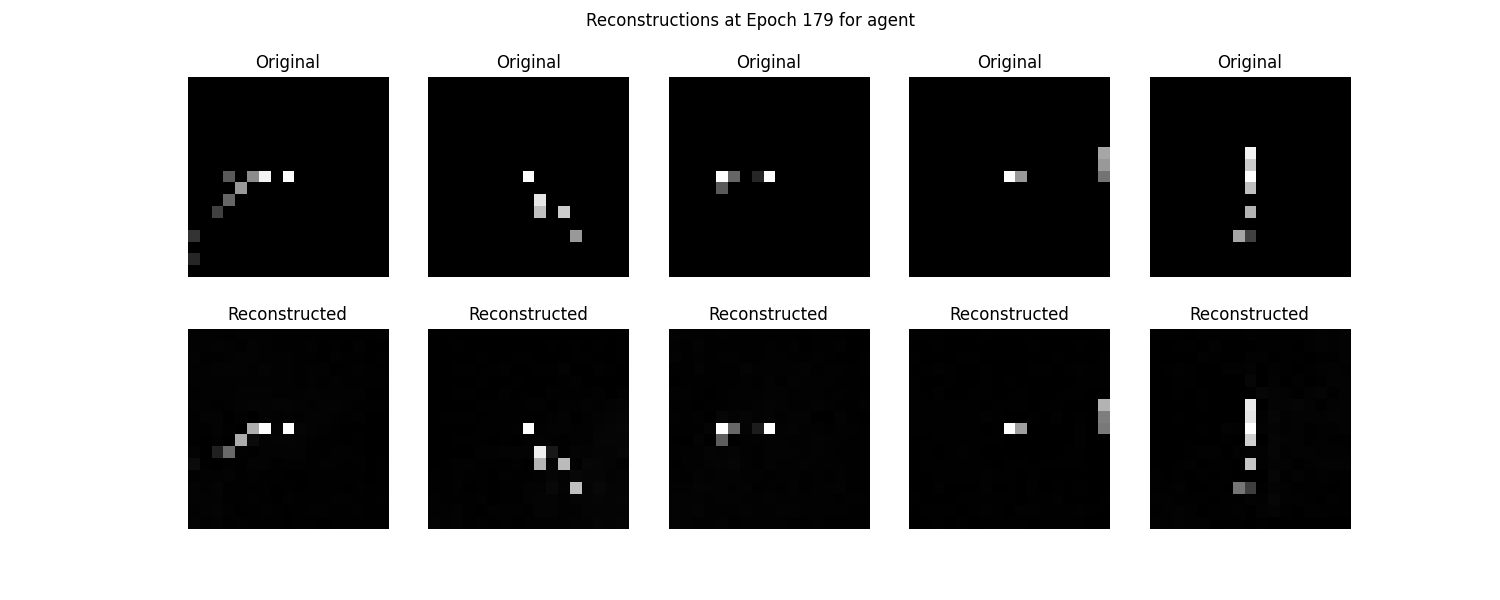 Reconstructions at Epoch 179 for agent
Original Original Original Original Original
Reconstructed Reconstructed Reconstructed Reconstructed Reconstructed